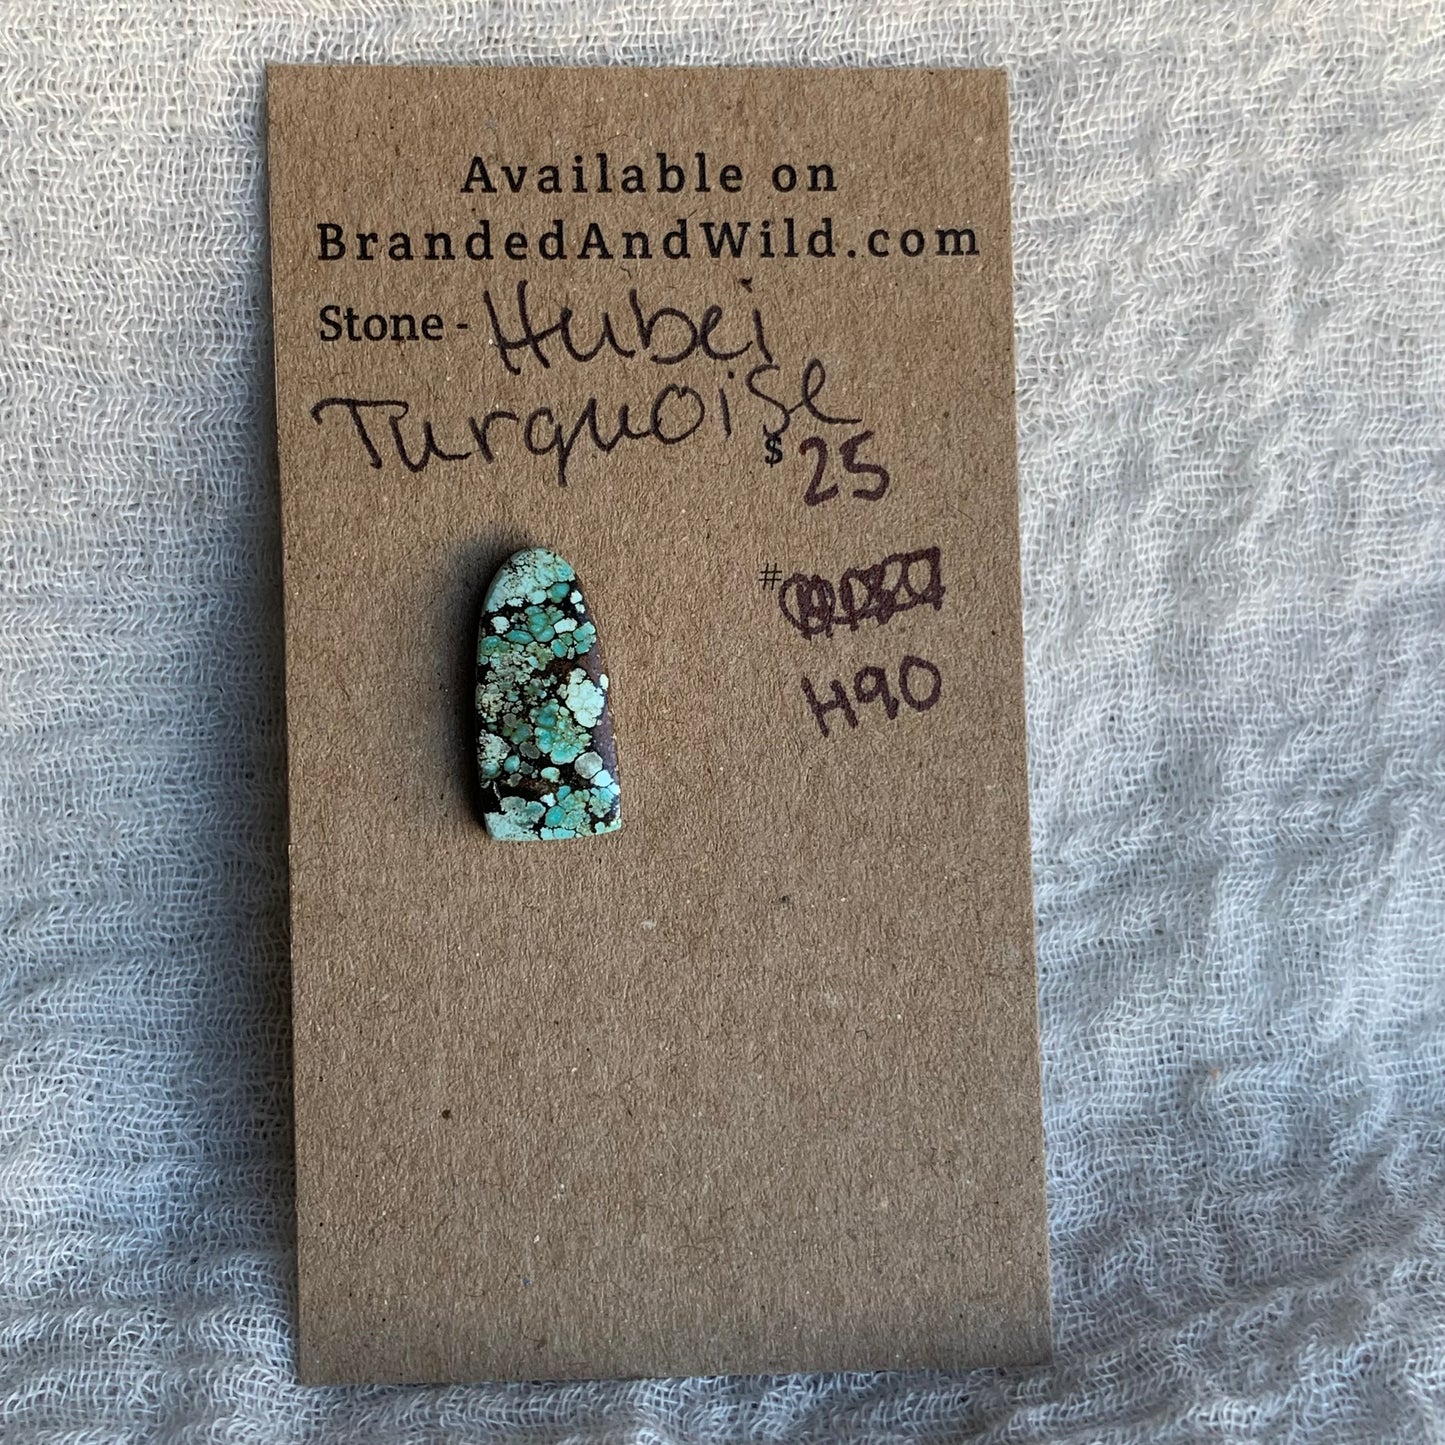 Available on
BrandedAndWild.com
Stone - Hubei
Turquoise
$ 25
#
H90